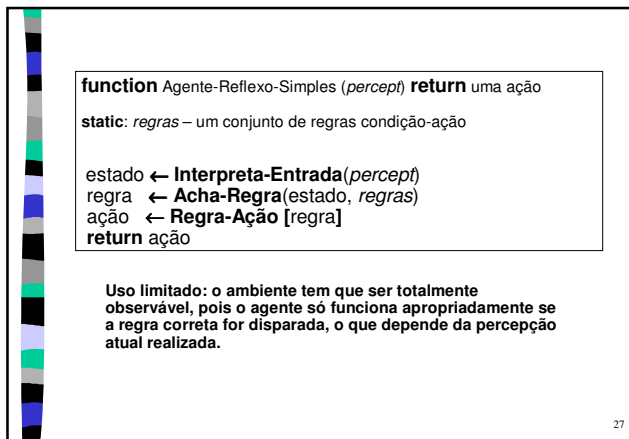 function Agente-Reflexo-Simples (percept) return uma ação
static: regras – um conjunto de regras condição-ação
estado ← Interpreta-Entrada(percept)
regra ← Acha-Regra(estado, regras)
ação ← Regra-Ação [regra]
return ação
Uso limitado: o ambiente tem que ser totalmente
observável, pois o agente só funciona apropriadamente se
a regra correta for disparada, o que depende da percepção
atual realizada.
27